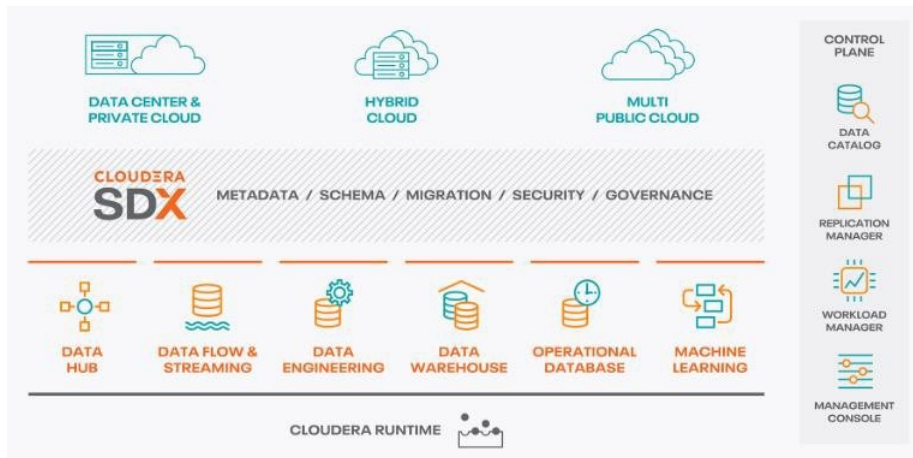 DATA CENTER &
PRIVATE CLOUD
HYBRID
CLOUD
MULTI
PUBLIC CLOUD
CLOUDERA
SDX
METADATA / SCHEMA / MIGRATION / SECURITY / GOVERNANCE
DATA
HUB
DATA FLOW &
STREAMING
DATA
ENGINEERING
DATA
WAREHOUSE
OPERATIONAL
DATABASE
MACHINE
LEARNING
CLOUDERA RUNTIME
CONTROL
PLANE
DATA
CATALOG
REPLICATION
MANAGER
WORKLOAD
MANAGER
MANAGEMENT
CONSOLE